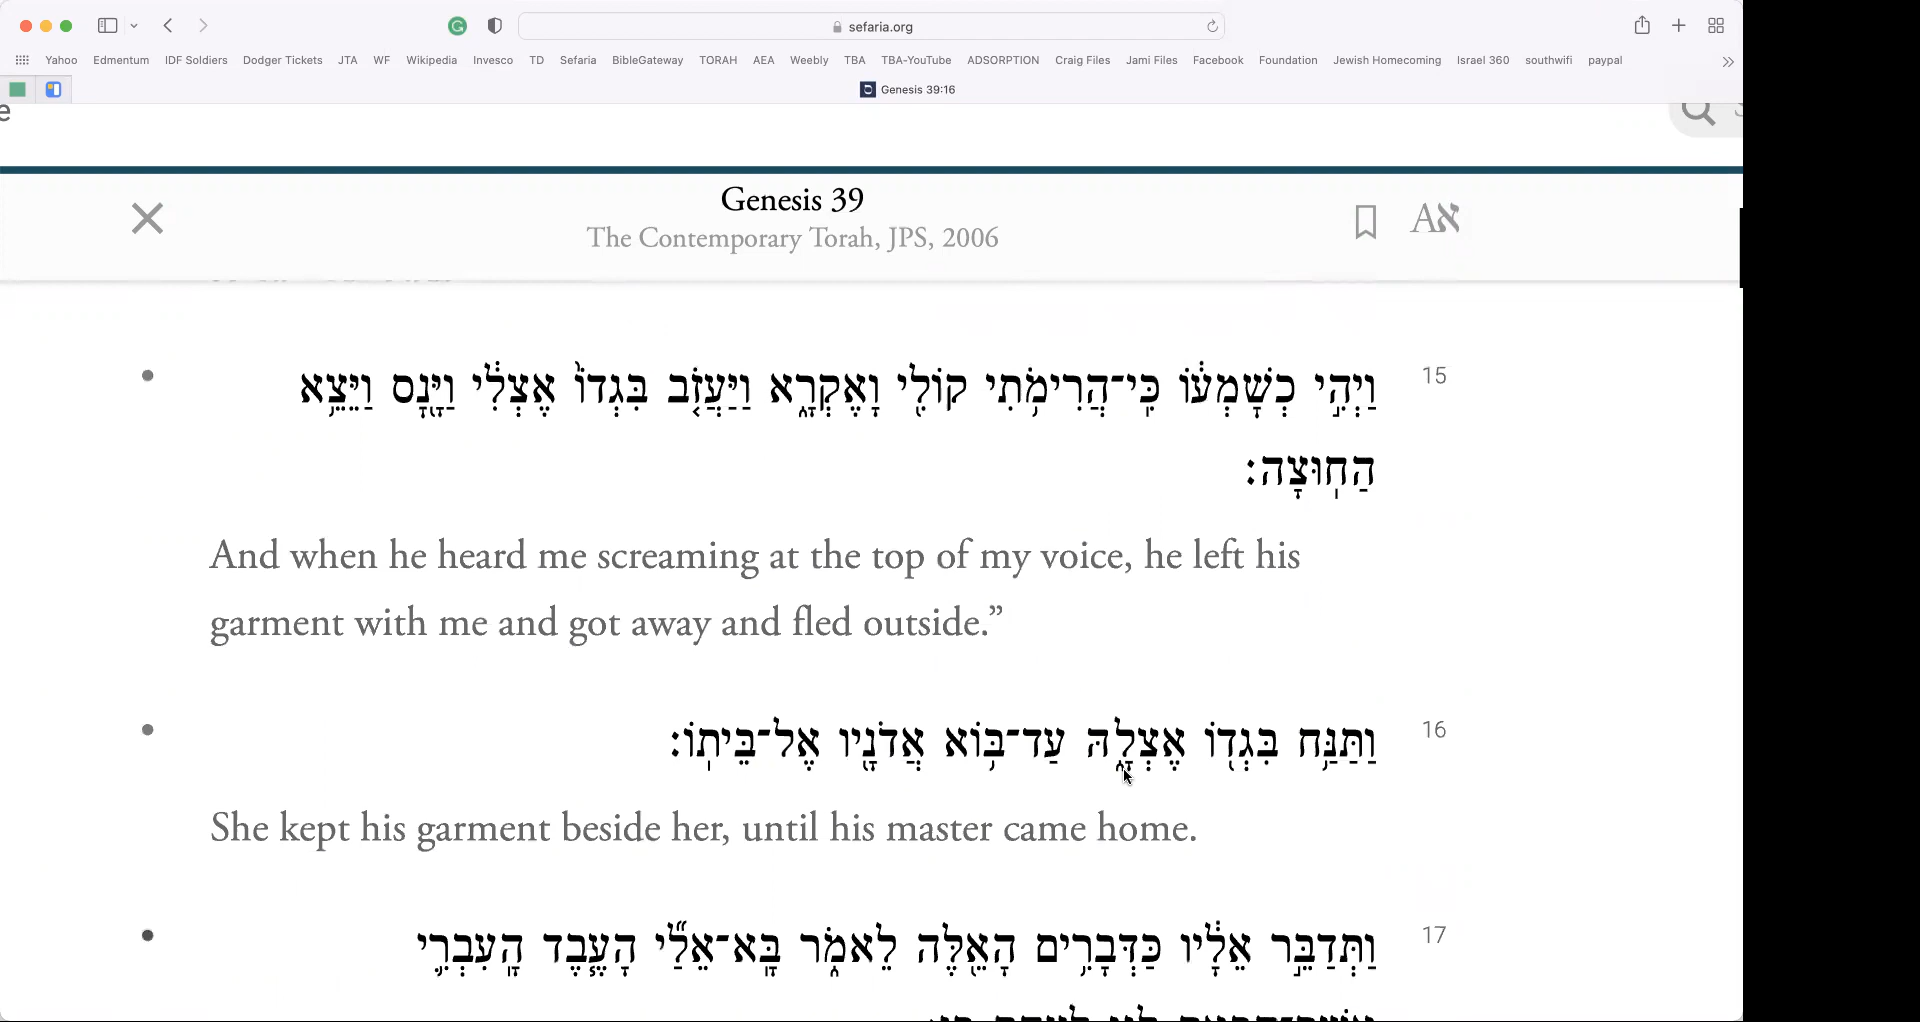 sefaria.org
Yahoo Edmentum IDF Soldiers Dodger Tickets JTA WF Wikipedia Invesco TD Sefaria BibleGateway TORAH AEA Weebly TBA TBA-YouTube ADSORPTION Craig Files Jami Files Facebook Foundation Jewish Homecoming Israel 360 southwifi paypal
Genesis 39:16
e
Genesis 39
The Contemporary Torah, JPS, 2006
Aא
15
וַיְהִ֣י כְשָׁמְע֔וֹ כִּֽי־הֲרִימֹ֥תִי קוֹלִ֖י וָאֶקְרָ֑א וַיַּעֲזֹ֤ב בִּגְדוֹ֙ אֶצְלִ֔י וַיָּ֖נׇס וַיֵּצֵ֥א
הַחֽוּצָה׃
And when he heard me screaming at the top of my voice, he left his
garment with me and got away and fled outside.”
16
וַתַּנַּ֥ח בִּגְד֖וֹ אֶצְלָ֑הּ עַד־בּ֥וֹא אֲדֹנָ֖יו אֶל־בֵּיתֽוֹ׃
She kept his garment beside her, until his master came home.
17
וַתְּדַבֵּ֣ר אֵלָ֔יו כַּדְּבָרִ֥ים הָאֵ֖לֶּה לֵאמֹ֑ר בָּֽא־אֵלַ֞י הָעֶ֧בֶד הָֽעִבְרִ֛י